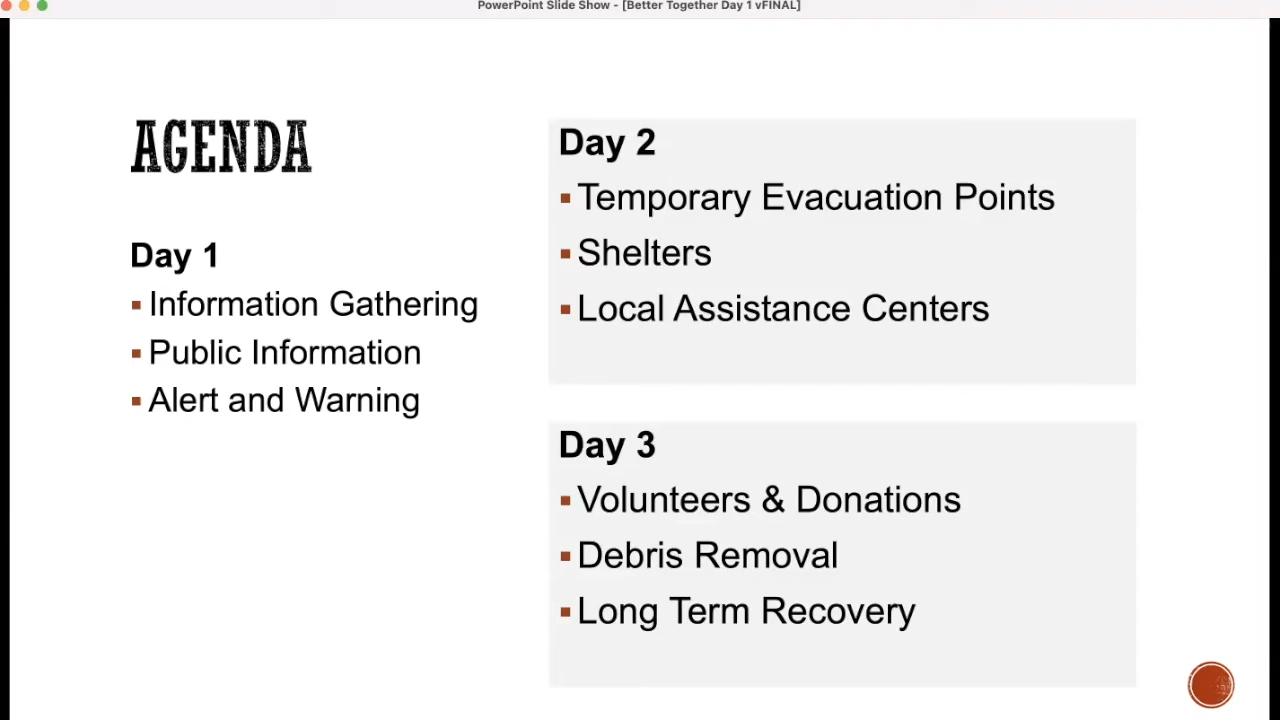 PowerPoint Slide Show - [Better Together Day 1 vFINAL]
AGENDA
Day 1
▪ Information Gathering
▪ Public Information
▪ Alert and Warning
Day 2
▪ Temporary Evacuation Points
▪ Shelters
▪ Local Assistance Centers
Day 3
▪ Volunteers & Donations
▪ Debris Removal
▪ Long Term Recovery